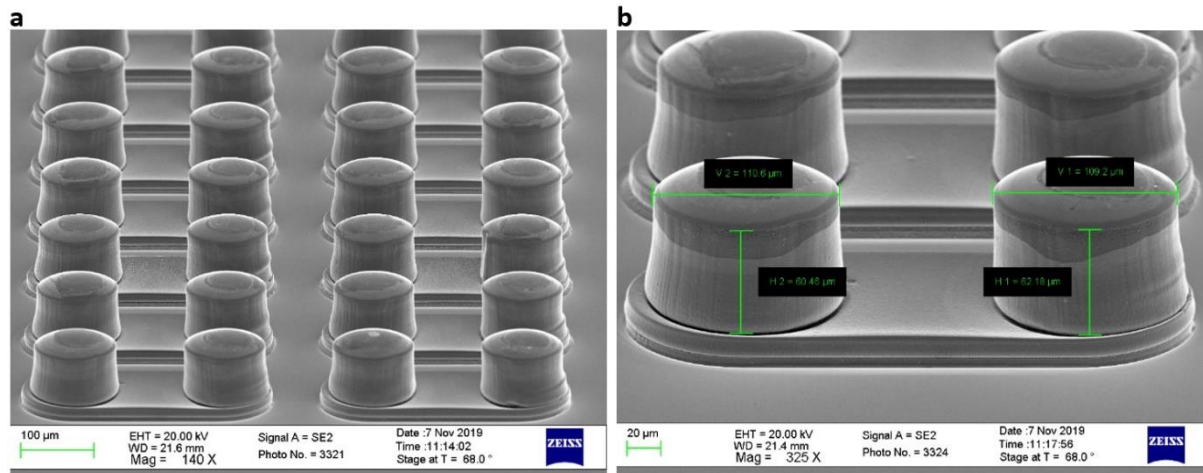 a
b
V 2 = 110.6 µm
V 1 = 109.2 µm
H 2 = 60.46 µm
H 1 = 62.18 µm
100 µm
EHT = 20.00 kV
WD = 21.6 mm
Mag = 140 X
Signal A = SE2
Photo No. = 3321
Date :7 Nov 2019
Time :11:14:02
Stage at T = 68.0 °
ZEISS
20 µm
EHT = 20.00 kV
WD = 21.4 mm
Mag = 325 X
Signal A = SE2
Photo No. = 3324
Date :7 Nov 2019
Time :11:17:56
Stage at T = 68.0 °
ZEISS